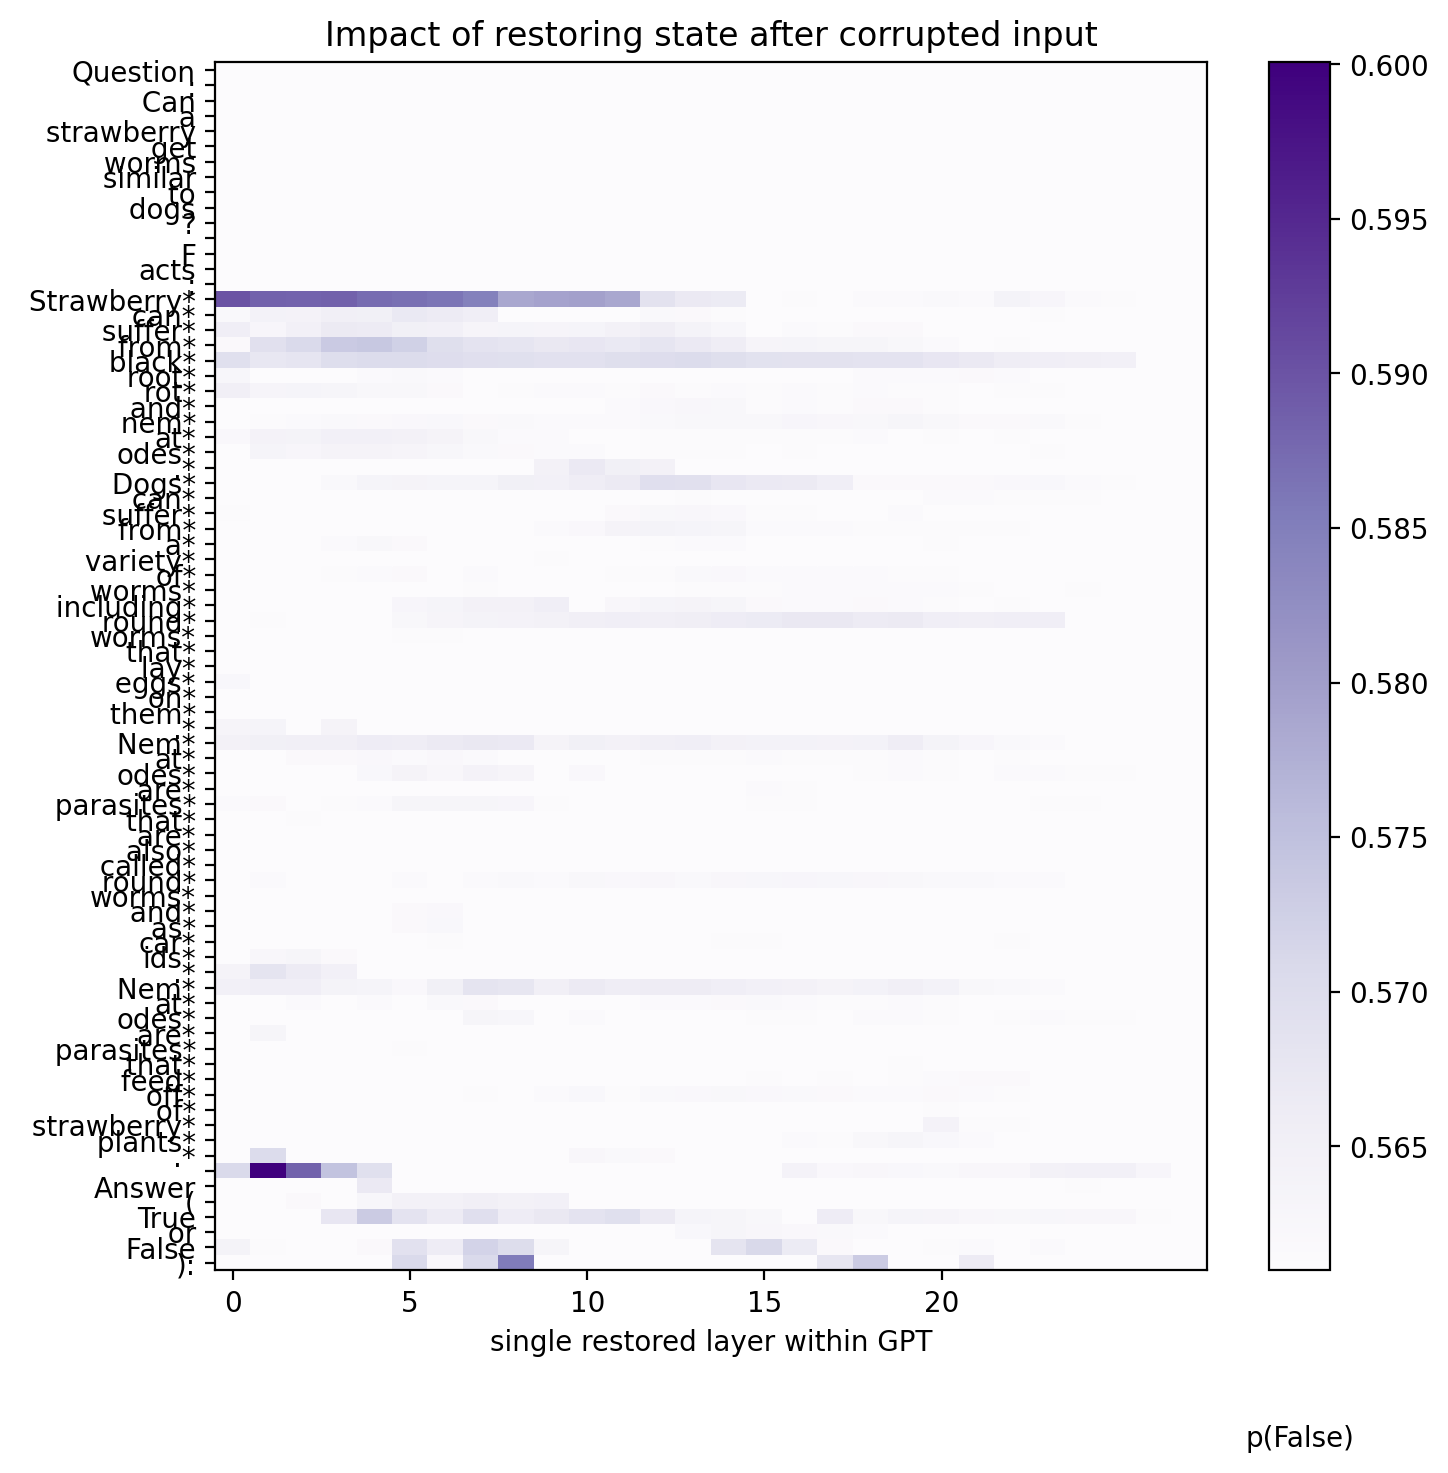 Impact of restoring state after corrupted input
Question
:
Can
a
strawberry
get
worms
similar
to
dogs
?
F
acts
:
Strawberry*
can*
suffer*
from*
black*
root*
rot*
and*
nem*
at*
odes*
.*
Dogs*
can*
suffer*
from*
a*
variety*
of*
worms*
including*
round*
worms*
that*
lay*
eggs*
on*
them*
.*
Nem*
at*
odes*
are*
parasites*
that*
are*
also*
called*
round*
worms*
and*
as*
car*
ids*
.*
Nem*
at*
odes*
are*
parasites*
that*
feed*
off*
of*
strawberry*
plants*
.*
Answer
(
True
or
False
):
0
5
10
15
20
single restored layer within GPT
0.600
0.595
0.590
0.585
0.580
0.575
0.570
0.565
p(False)